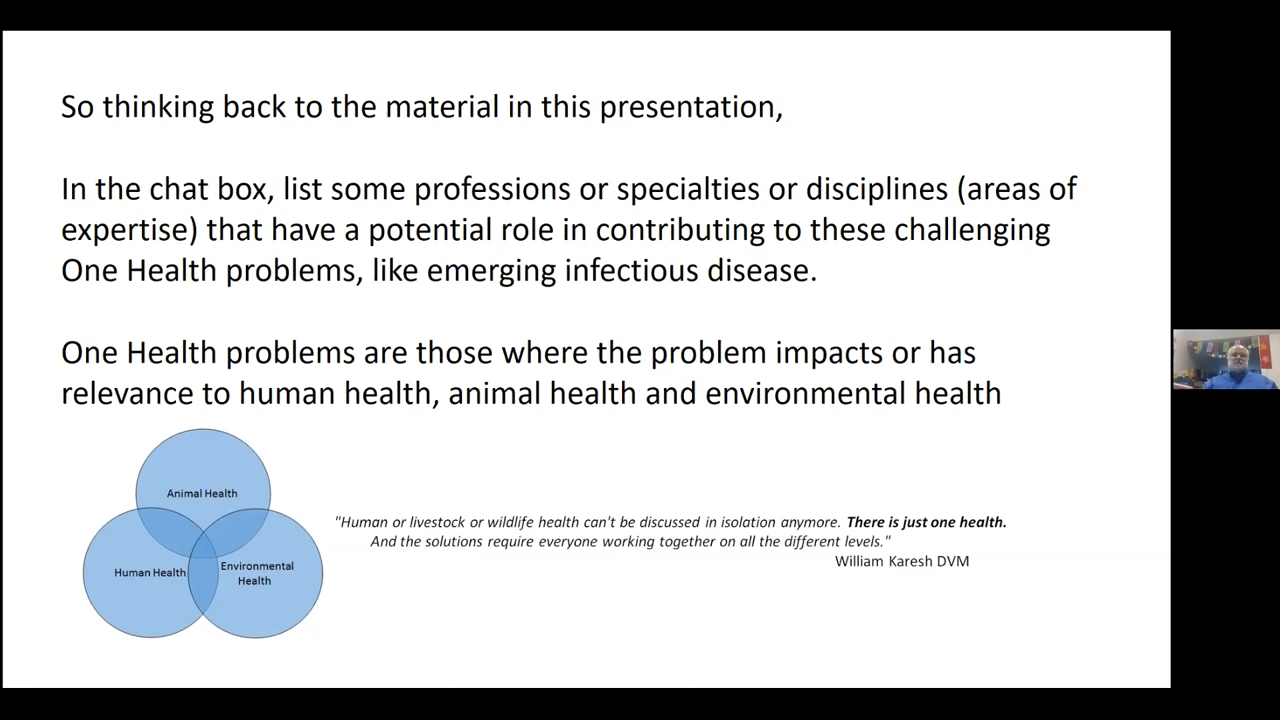 So thinking back to the material in this presentation,
In the chat box, list some professions or specialties or disciplines (areas of
expertise) that have a potential role in contributing to these challenging
One Health problems, like emerging infectious disease.
One Health problems are those where the problem impacts or has
relevance to human health, animal health and environmental health
Animal Health
Human Health
Environmental
Health
"Human or livestock or wildlife health can't be discussed in isolation anymore. There is just one health.
And the solutions require everyone working together on all the different levels."
William Karesh DVM